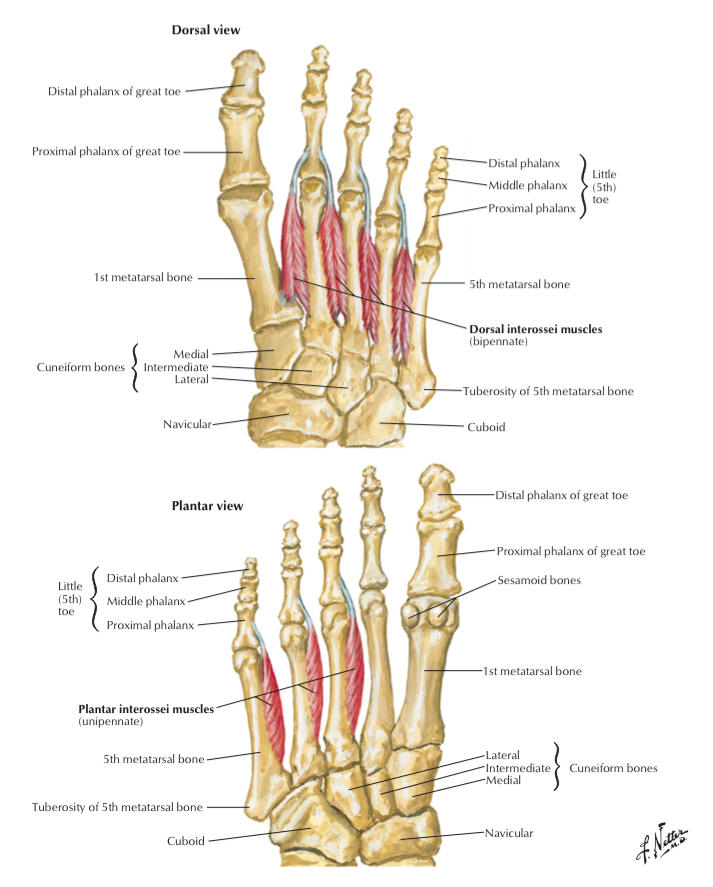 Dorsal view
Distal phalanx of great toe
Proximal phalanx of great toe
Distal phalanx
Middle phalanx
Proximal phalanx
Little
(5th)
toe
1st metatarsal bone
5th metatarsal bone
Dorsal interossei muscles
(bipennate)
Cuneiform bones
Medial
Intermediate
Lateral
Tuberosity of 5th metatarsal bone
Navicular
Cuboid
Plantar view
Distal phalanx of great toe
Proximal phalanx of great toe
Sesamoid bones
Little
(5th)
toe
Distal phalanx
Middle phalanx
Proximal phalanx
1st metatarsal bone
Plantar interossei muscles
(unipennate)
5th metatarsal bone
Lateral
Intermediate
Medial
Cuneiform bones
Tuberosity of 5th metatarsal bone
Cuboid
Navicular
F. Netter
M.D.